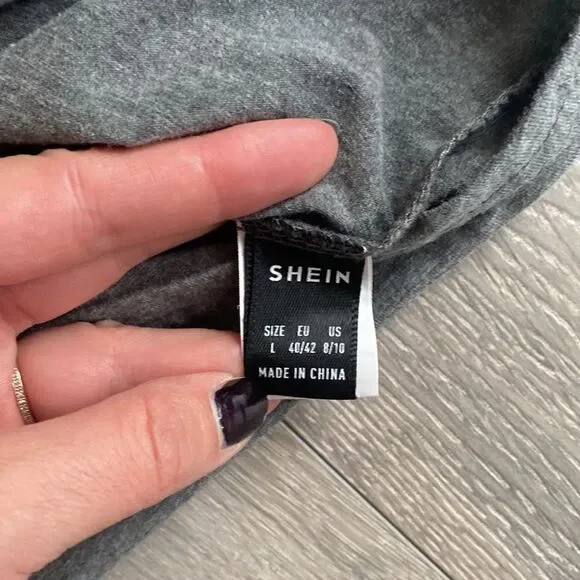 SHEIN
SIZE EU US
L 40/42 8/10
MADE IN CHINA